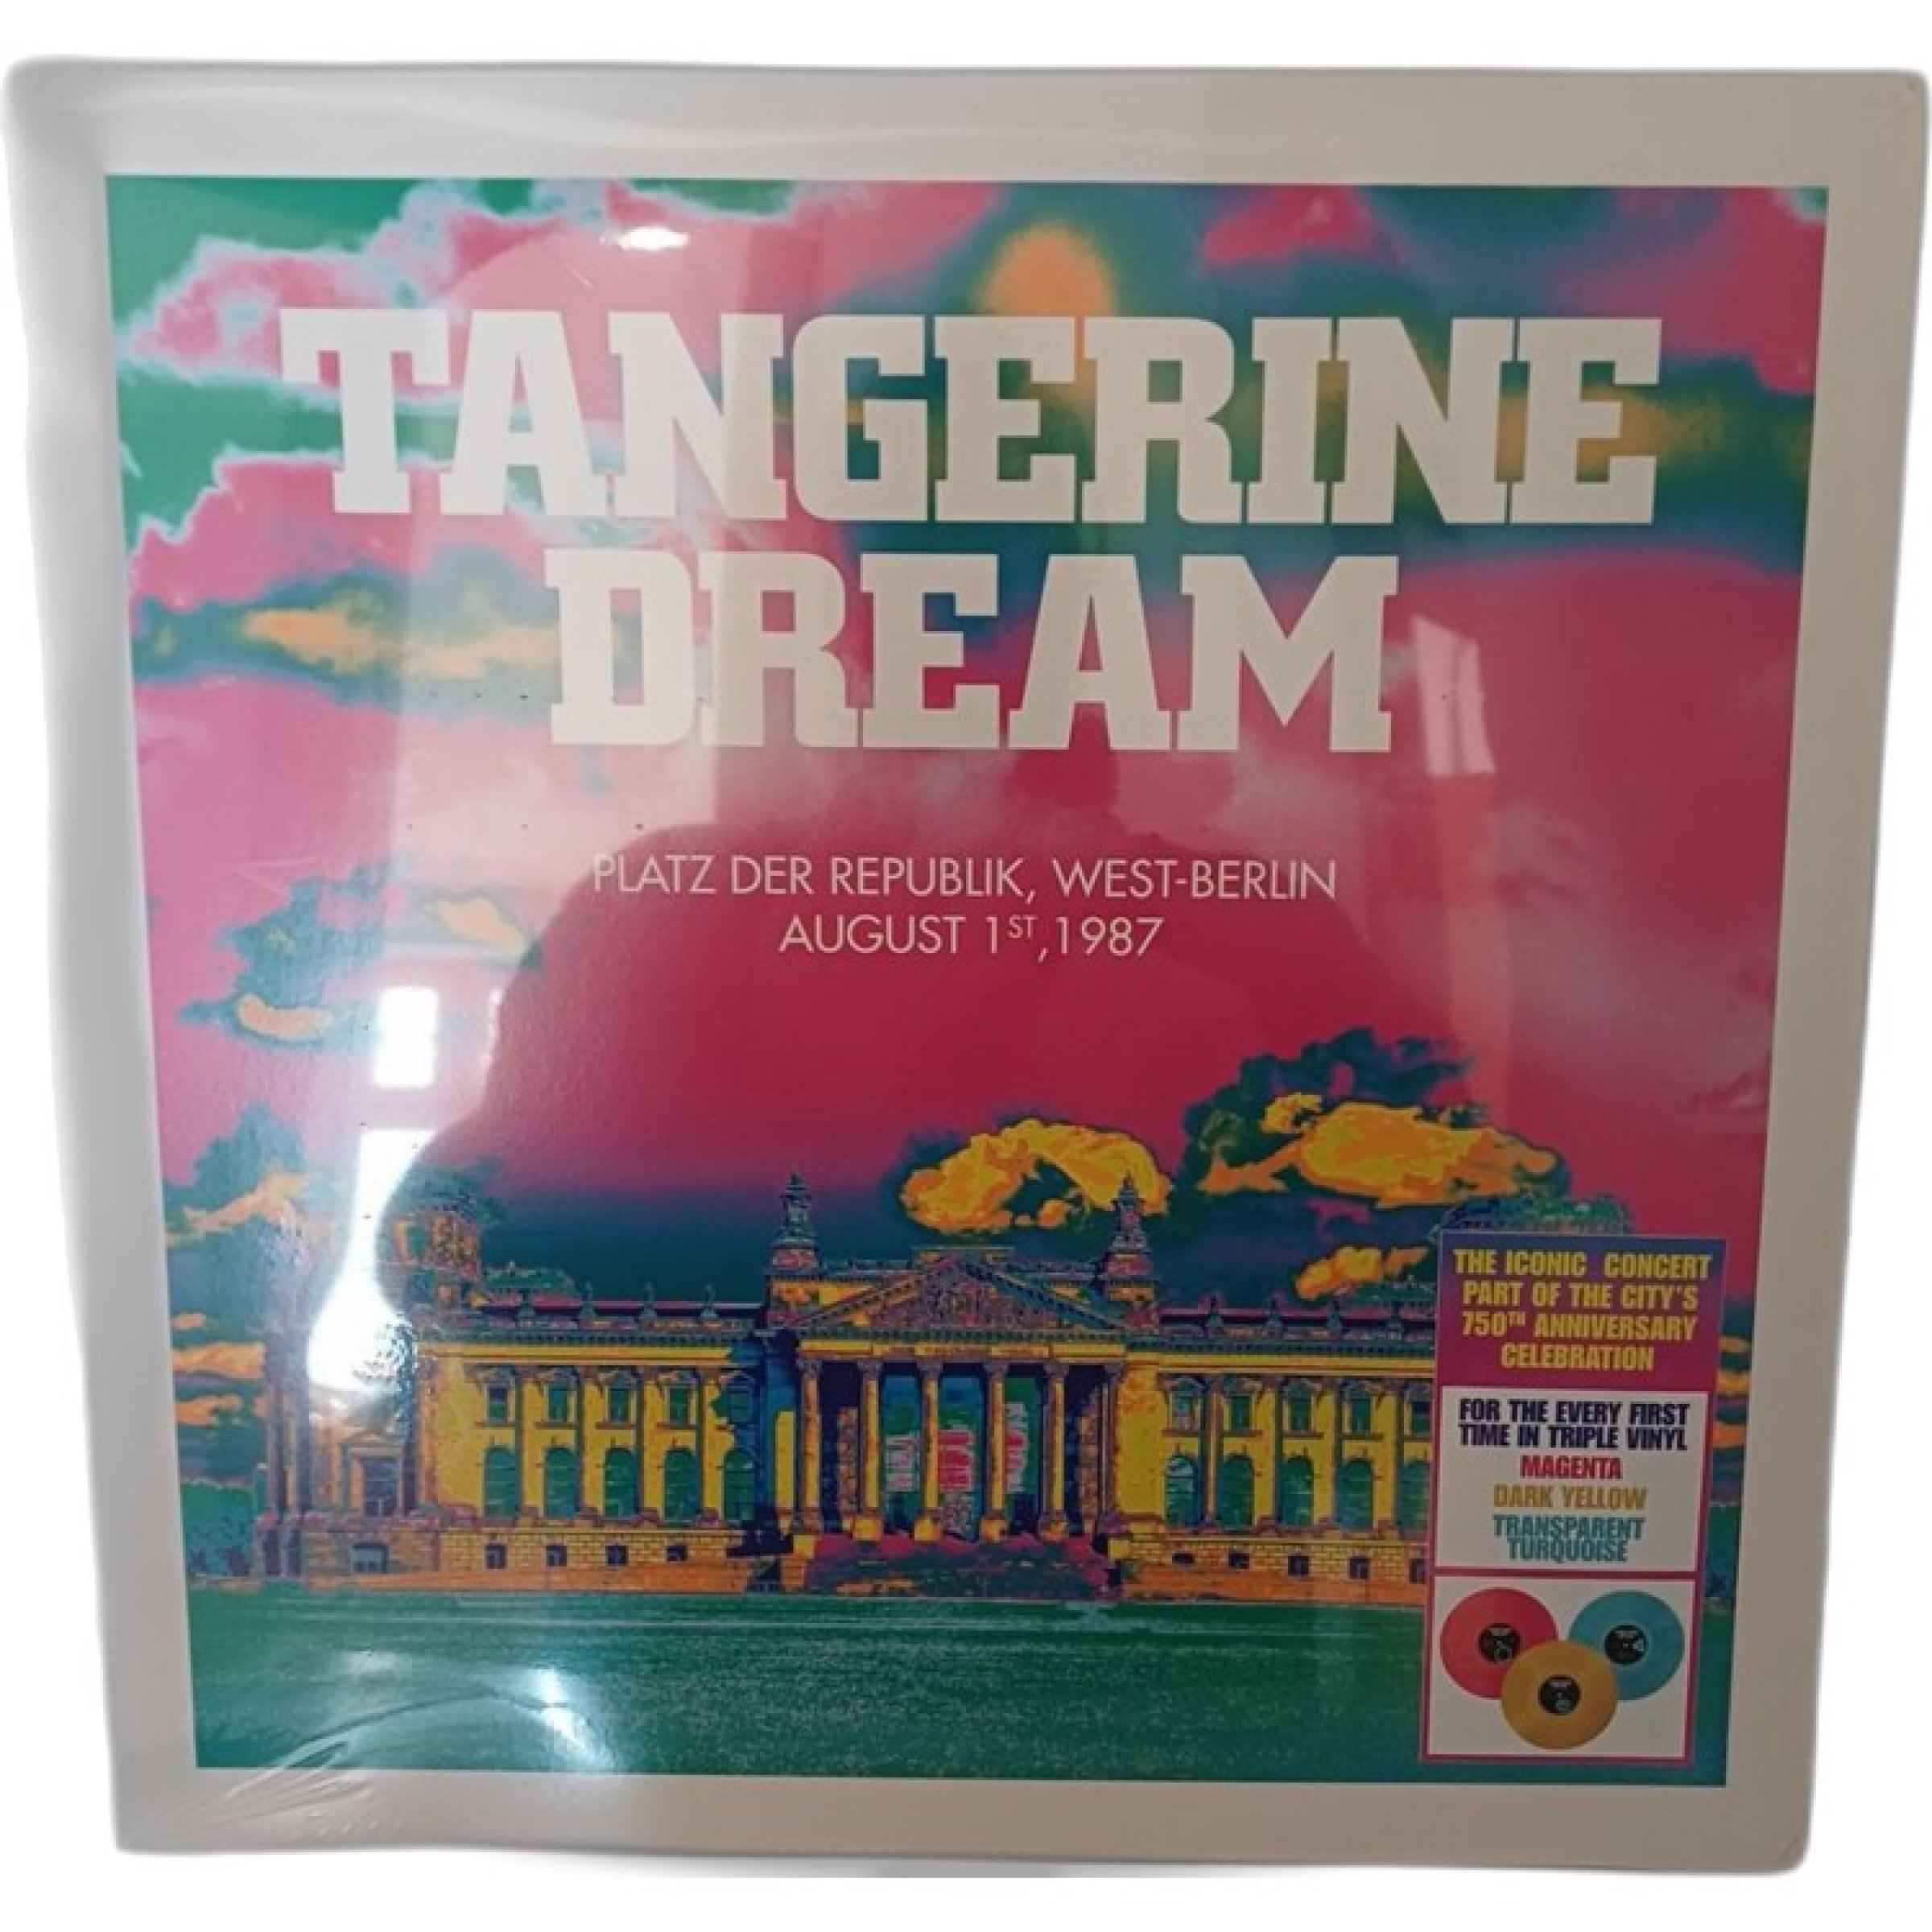 TANGERINE
DREAM
PLATZ DER REPUBLIK, WEST-BERLIN
AUGUST 1ST, 1987
THE ICONIC CONCERT
PART OF THE CITY'S
750TH ANNIVERSARY
CELEBRATION
FOR THE EVERY FIRST
TIME IN TRIPLE VINYL
MAGENTA
DARK YELLOW
TRANSPARENT
TURQUOISE